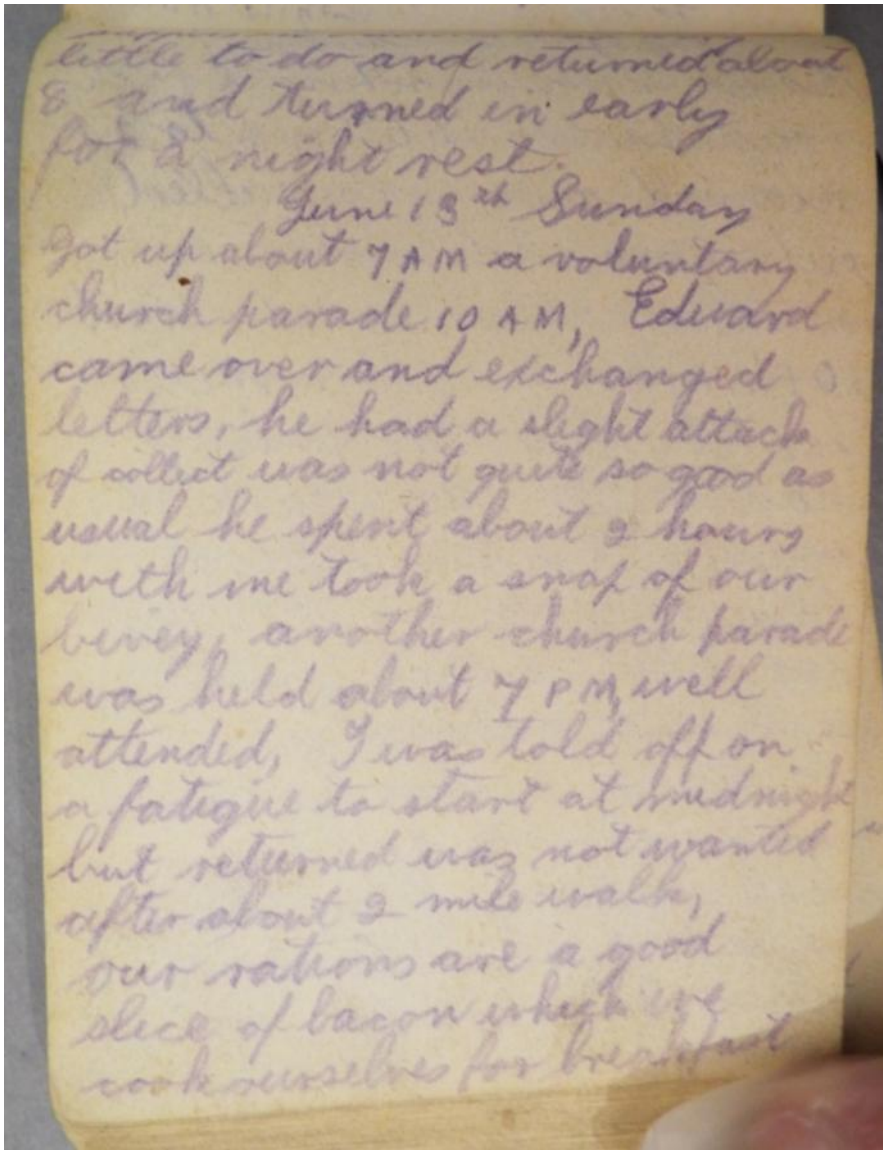 little to do and returned about
8 and turned in early
for a night rest.
June 13th Sunday
Got up about 7 AM a voluntary
church parade 10 AM, Edward
came over and exchanged
letters, he had a slight attack
of collect was not quite so good as
usual he spent about 2 hours
with me took a snap of our
bivey, another church parade
was held about 7 PM, well
attended, I was told off on
a fatigue to start at midnight
but returned was not wanted
after about 2 mile walk,
our rations are a good
slice of bacon which we
cook ourselves for breakfast